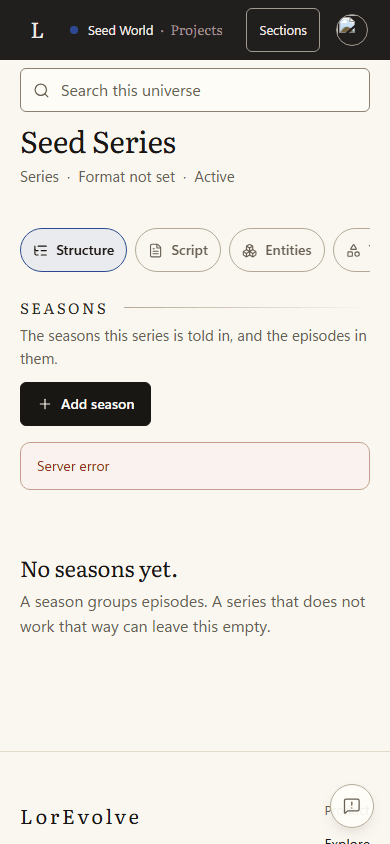 L
Seed World · Projects
Sections
Search this universe
Seed Series
Series · Format not set · Active
Structure
Script
Entities
SEASONS
The seasons this series is told in, and the episodes in
them.
Add season
Server error
No seasons yet.
A season groups episodes. A series that does not
work that way can leave this empty.
LorEvolve
Explore